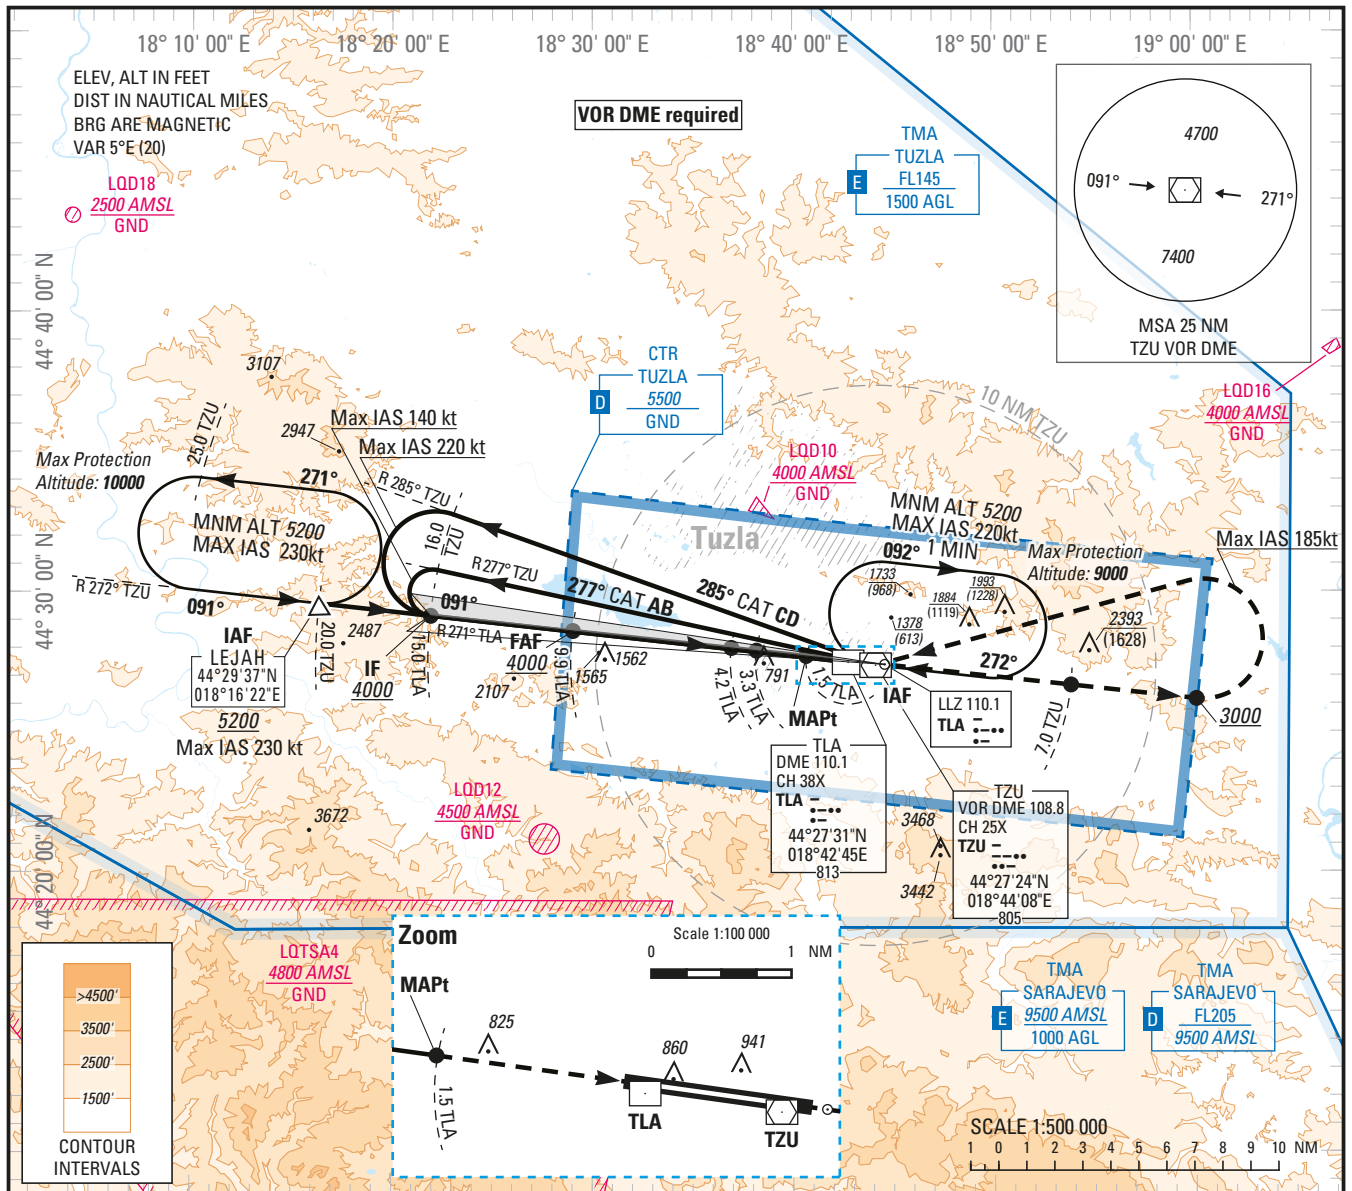 18° 10' 00" E
18° 20' 00" E
18° 30' 00" E
18° 40' 00" E
18° 50' 00" E
19° 00' 00" E
ELEV, ALT IN FEET
DIST IN NAUTICAL MILES
BRG ARE MAGNETIC
VAR 5°E (20)
VOR DME required
TMA
TUZLA
E
FL145
1500 AGL
4700
091°
271°
7400
MSA 25 NM
TZU VOR DME
LQD18
2500 AMSL
GND
44° 40' 00" N
44° 30' 00" N
44° 20' 00" N
CTR
TUZLA
D
5500
GND
10 NM TZU
LQD16
4000 AMSL
GND
LQD10
4000 AMSL
GND
3107
2947
Max IAS 140 kt
Max IAS 220 kt
25.0 TZU
Max Protection
Altitude: 10000
271°
MNM ALT 5200
MAX IAS 230kt
R 285° TZU
16.0 TZU
R 277° TZU
R 272° TZU
091°
091°
277° CAT AB
285° CAT CD
Tuzla
MNM ALT 5200
MAX IAS 220kt
092° 1 MIN
Max Protection
Altitude: 9000
Max IAS 185kt
1733
(968)
1993
(1228)
1884
(1119)
1378
(613)
2393
(1628)
272°
IAF
LEJAH
44°29'37"N
018°16'22"E
5200
Max IAS 230 kt
20.0 TZU
2487
IF
4000
15.0 TLA
R 271° TLA
FAF
4000
9.9 TLA
2107
1565
1562
4.2 TLA
3.3 TLA
791
MAPt
1.5 TLA
IAF
LLZ 110.1
TLA
7.0 TZU
3000
TLA
DME 110.1
CH 38X
TLA
44°27'31"N
018°42'45E
813
TZU
VOR DME 108.8
CH 25X
TZU
44°27'24"N
018°44'08"E
805
3468
3442
3672
LQD12
4500 AMSL
GND
LQTSA4
4800 AMSL
GND
>4500'
3500'
2500'
1500'
CONTOUR
INTERVALS
Zoom
Scale 1:100 000
0 1 NM
MAPt
825
860
941
1.5 TLA
TLA
TZU
TMA
SARAJEVO
E
9500 AMSL
1000 AGL
TMA
SARAJEVO
D
FL205
9500 AMSL
SCALE 1:500 000
1 0 1 2 3 4 5 6 7 8 9 10 NM